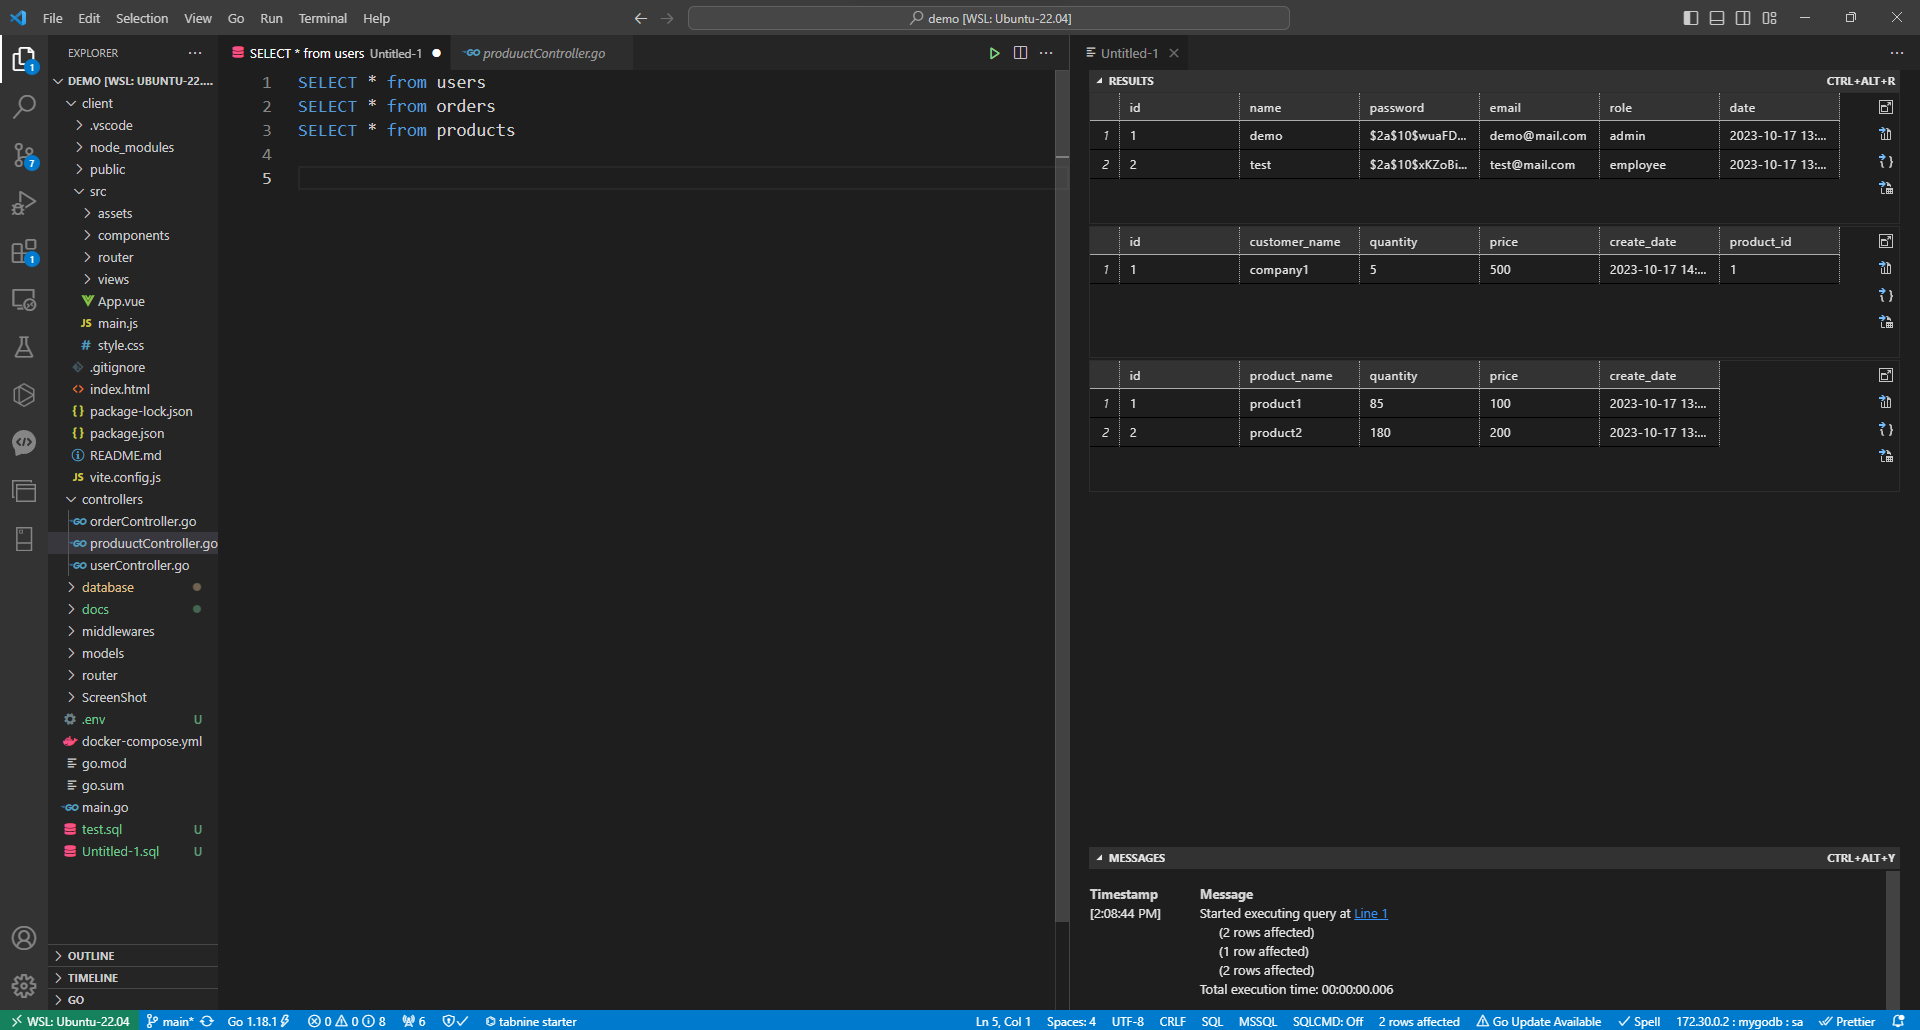 File Edit Selection View Go Run Terminal Help
demo [WSL: Ubuntu-22.04]
EXPLORER
DEMO [WSL: UBUNTU-22....
client
.vscode
node_modules
public
src
assets
components
router
views
App.vue
JS main.js
# style.css
.gitignore
<> index.html
{} package-lock.json
{} package.json
README.md
JS vite.config.js
controllers
GO orderController.go
GO produuctController.go
GO userController.go
database
docs
middlewares
models
router
ScreenShot
.env U
docker-compose.yml
go.mod
go.sum
GO main.go
test.sql U
Untitled-1.sql U
OUTLINE
TIMELINE
GO
1
7
1
SELECT * from users Untitled-1
GO produuctController.go
1 SELECT * from users
2 SELECT * from orders
3 SELECT * from products
4
5
Untitled-1
RESULTS CTRL+ALT+R
id name password email role date
1 1 demo $2a$10$wuaFD... demo@mail.com admin 2023-10-17 13:...
2 2 test $2a$10$xKZoBi... test@mail.com employee 2023-10-17 13:...
id customer_name quantity price create_date product_id
1 1 company1 5 500 2023-10-17 14:... 1
id product_name quantity price create_date
1 1 product1 85 100 2023-10-17 13:...
2 2 product2 180 200 2023-10-17 13:...
MESSAGES CTRL+ALT+Y
Timestamp Message
[2:08:44 PM] Started executing query at Line 1
(2 rows affected)
(1 row affected)
(2 rows affected)
Total execution time: 00:00:00.006
WSL: Ubuntu-22.04 main* Go 1.18.1 0 0 8 6 tabnine starter Ln 5, Col 1 Spaces: 4 UTF-8 CRLF SQL MSSQL SQLCMD: Off 2 rows affected Go Update Available Spell 172.30.0.2 : mygodb : sa Prettier